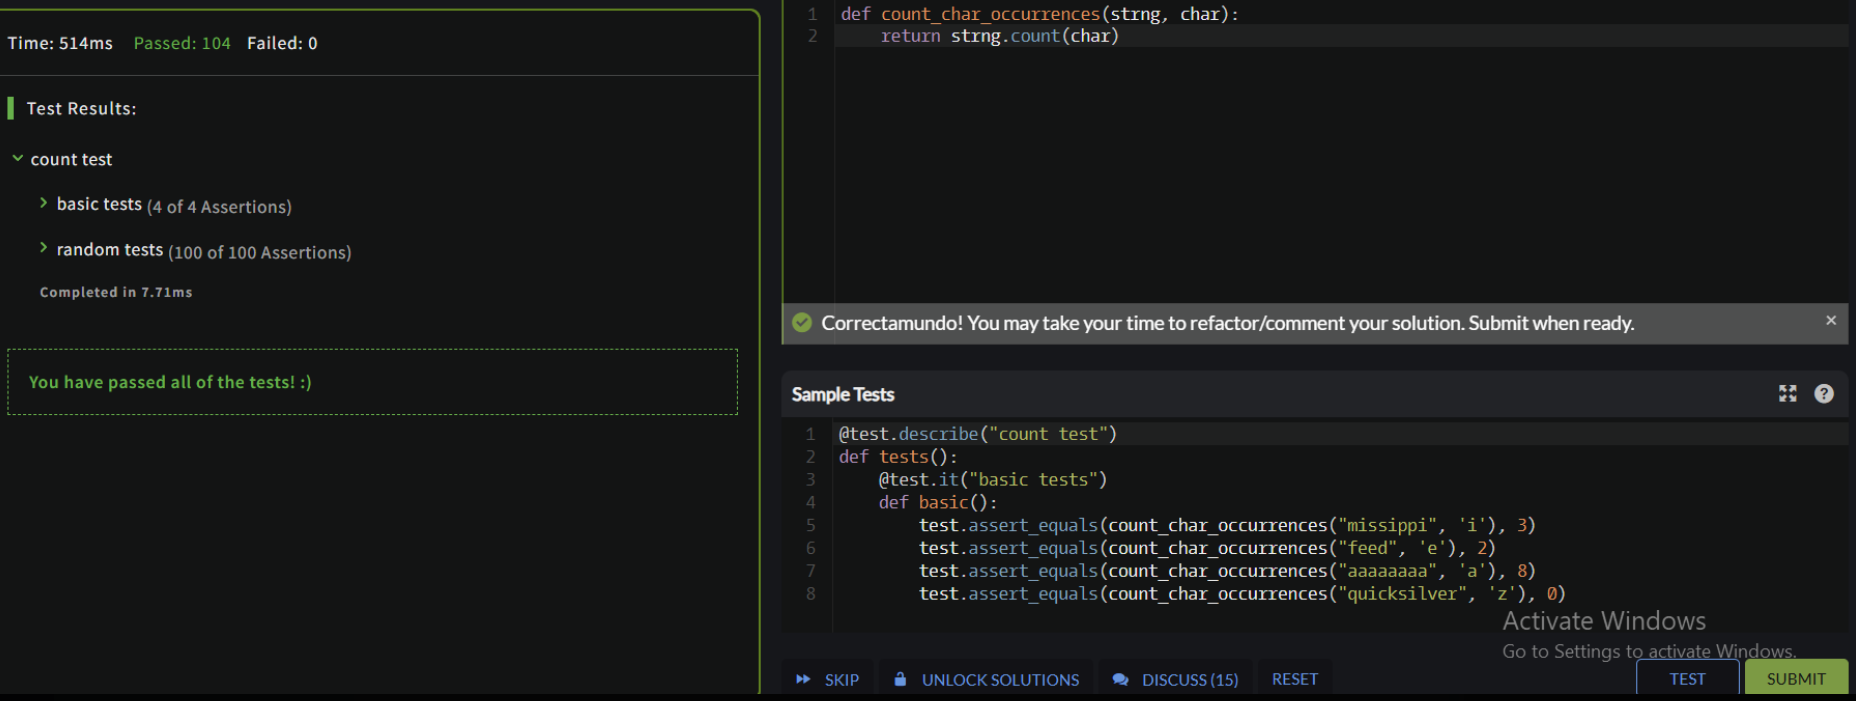 Time: 514ms Passed: 104 Failed: 0
Test Results:
count test
basic tests (4 of 4 Assertions)
random tests (100 of 100 Assertions)
Completed in 7.71ms
You have passed all of the tests! :)
1 def count_char_occurrences(strng, char):
2     return strng.count(char)
Correctamundo! You may take your time to refactor/comment your solution. Submit when ready. ×
Sample Tests ?
1 @test.describe("count test")
2 def tests():
3     @test.it("basic tests")
4     def basic():
5         test.assert_equals(count_char_occurrences("missippi", 'i'), 3)
6         test.assert_equals(count_char_occurrences("feed", 'e'), 2)
7         test.assert_equals(count_char_occurrences("aaaaaaaa", 'a'), 8)
8         test.assert_equals(count_char_occurrences("quicksilver", 'z'), 0)
Activate Windows
Go to Settings to activate Windows.
SKIP UNLOCK SOLUTIONS DISCUSS (15) RESET TEST SUBMIT